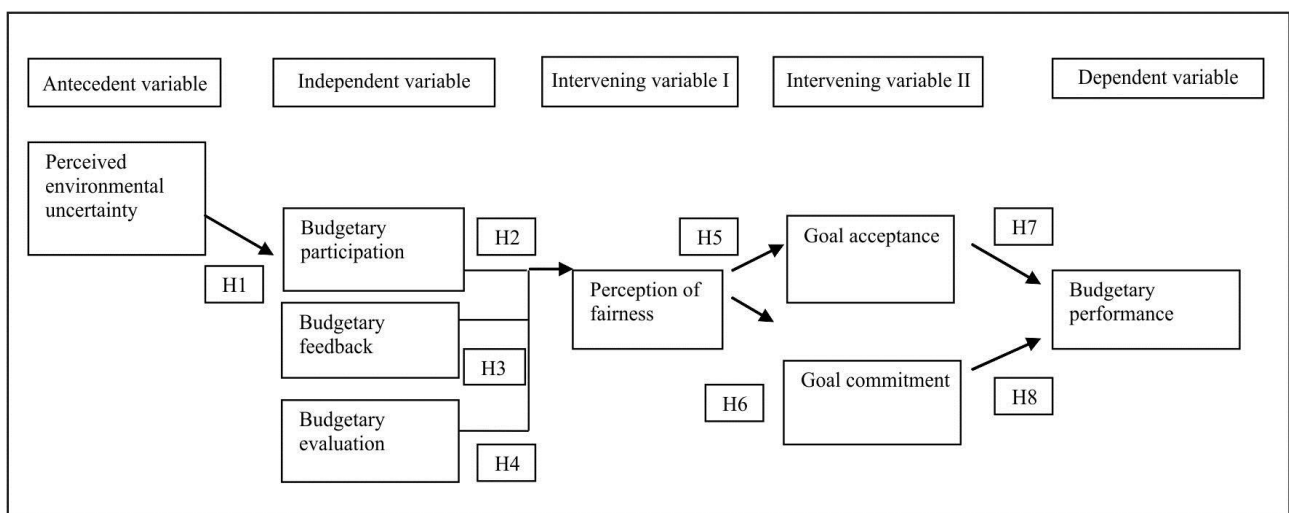 Antecedent variable
Independent variable
Intervening variable I
Intervening variable II
Dependent variable
Perceived
environmental
uncertainty
H1
Budgetary
participation
H2
Budgetary
feedback
H3
Budgetary
evaluation
H4
Perception of
fairness
H5
H6
Goal acceptance
Goal commitment
H7
H8
Budgetary
performance